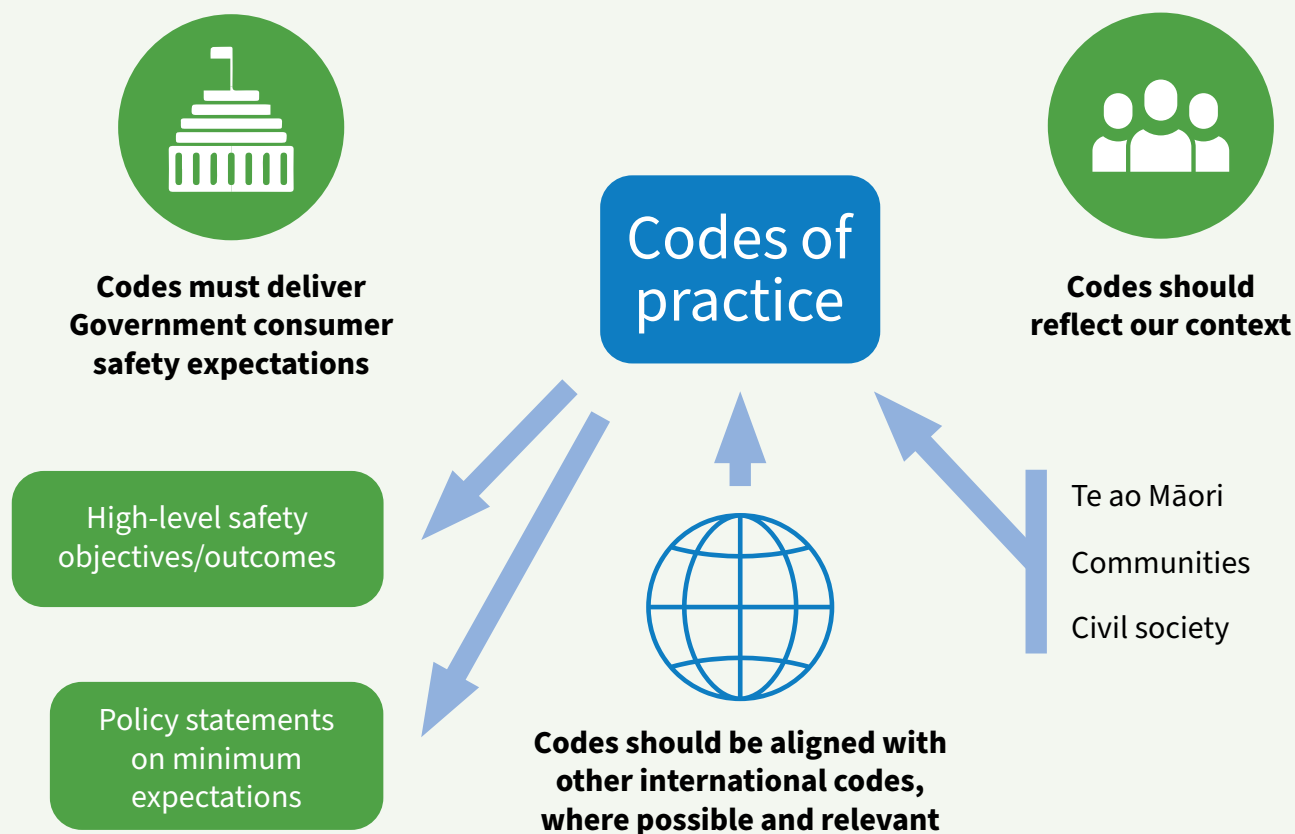 Codes must deliver
Government consumer
safety expectations
Codes of
practice
Codes should
reflect our context
High-level safety
objectives/outcomes
Policy statements
on minimum
expectations
Codes should be aligned with
other international codes,
where possible and relevant
Te ao Māori
Communities
Civil society